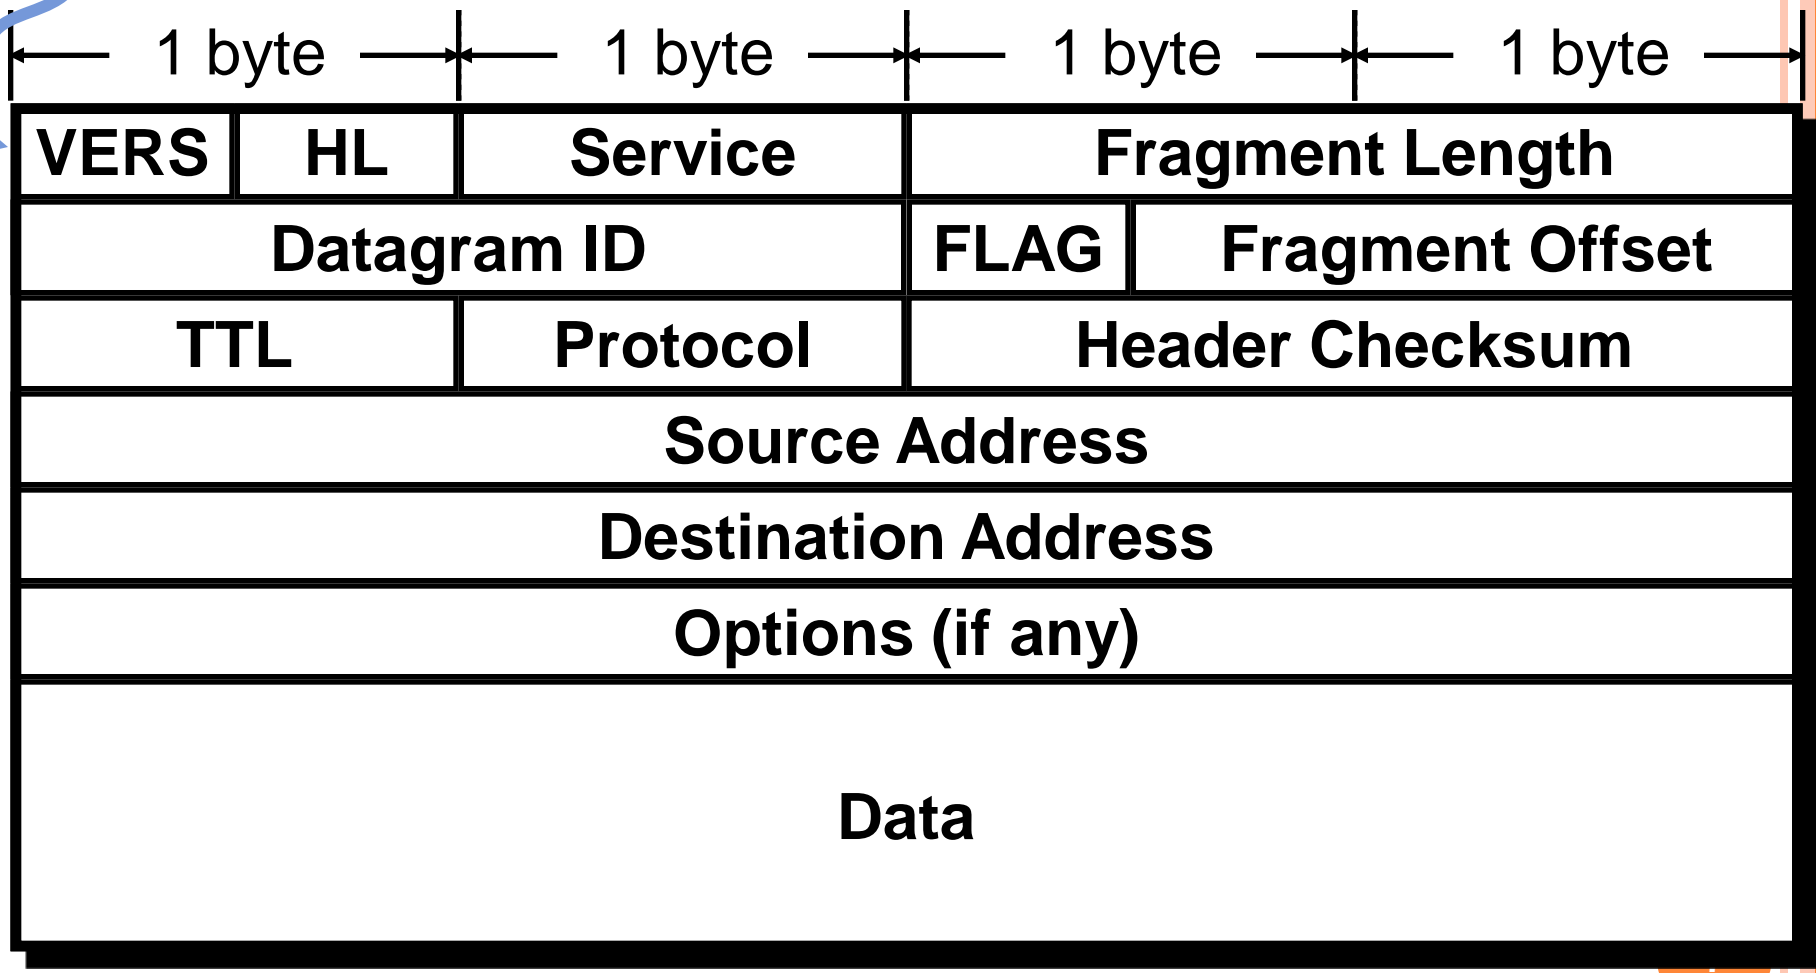 1 byte 1 byte 1 byte 1 byte
VERS HL Service Fragment Length
Datagram ID FLAG Fragment Offset
TTL Protocol Header Checksum
Source Address
Destination Address
Options (if any)
Data